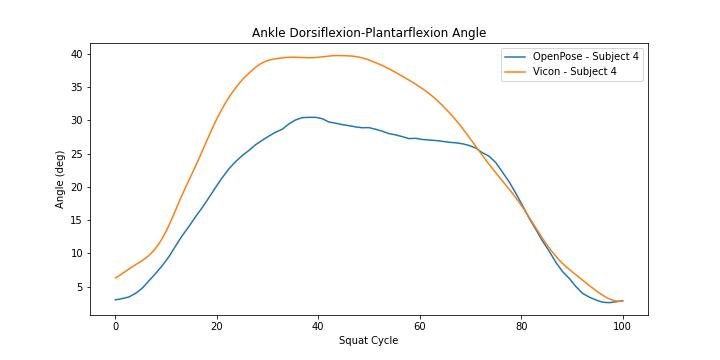 Ankle Dorsiflexion-Plantarflexion Angle
OpenPose - Subject 4
Vicon - Subject 4
40
35
30
25
20
15
10
5
Angle (deg)
0 20 40 60 80 100
Squat Cycle